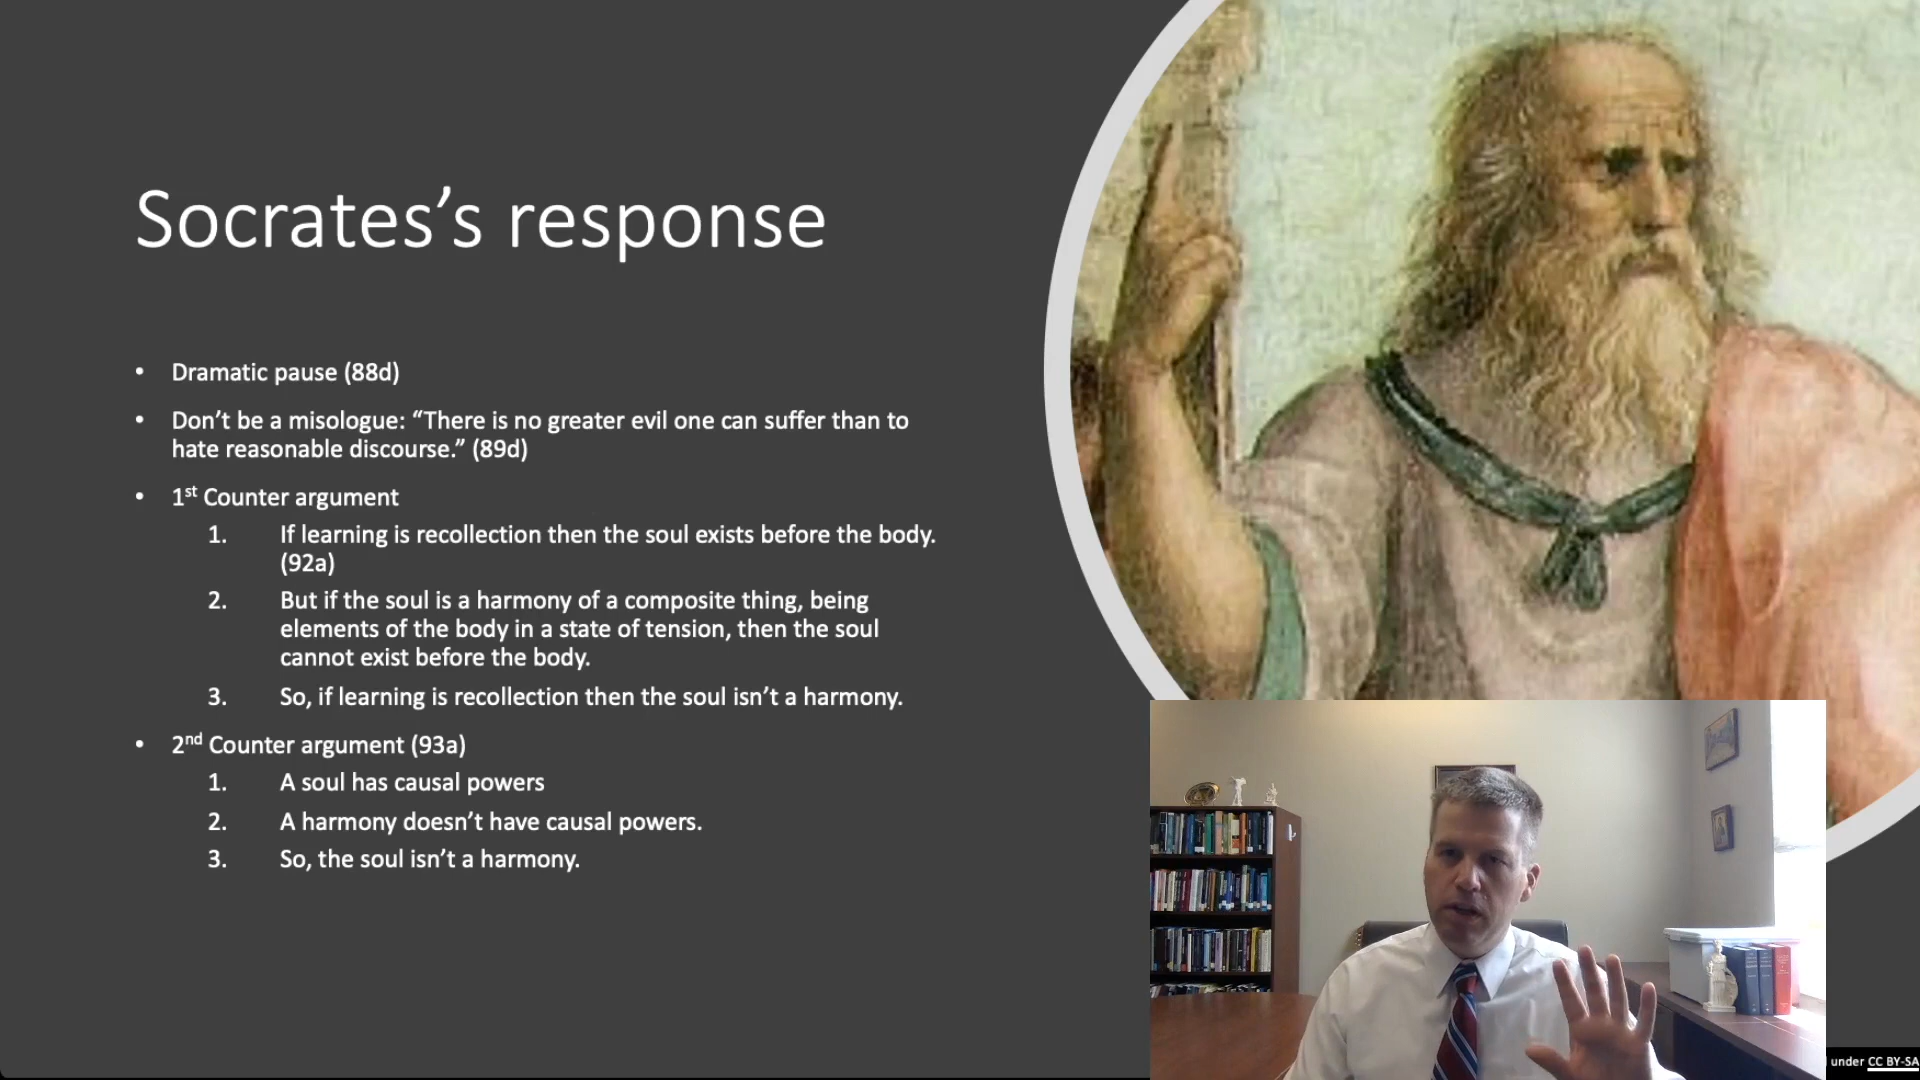 Socrates’s response
• Dramatic pause (88d)
• Don’t be a misologue: “There is no greater evil one can suffer than to
hate reasonable discourse.” (89d)
• 1st Counter argument
1. If learning is recollection then the soul exists before the body.
(92a)
2. But if the soul is a harmony of a composite thing, being
elements of the body in a state of tension, then the soul
cannot exist before the body.
3. So, if learning is recollection then the soul isn’t a harmony.
• 2nd Counter argument (93a)
1. A soul has causal powers
2. A harmony doesn’t have causal powers.
3. So, the soul isn’t a harmony.
under CC BY-SA